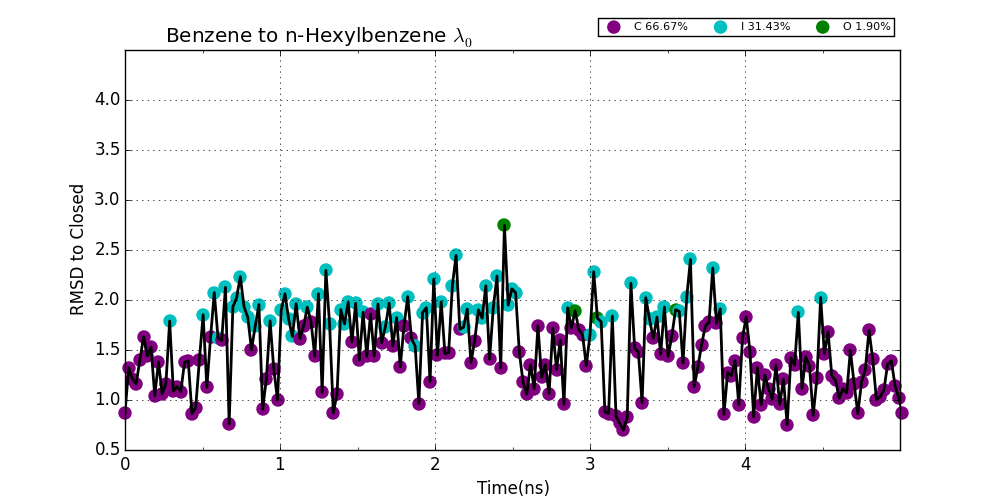 Benzene to n-Hexylbenzene λ₀
C 66.67% I 31.43% O 1.90%
RMSD to Closed
4.0
3.5
3.0
2.5
2.0
1.5
1.0
0.5
0 1 2 3 4
Time(ns)